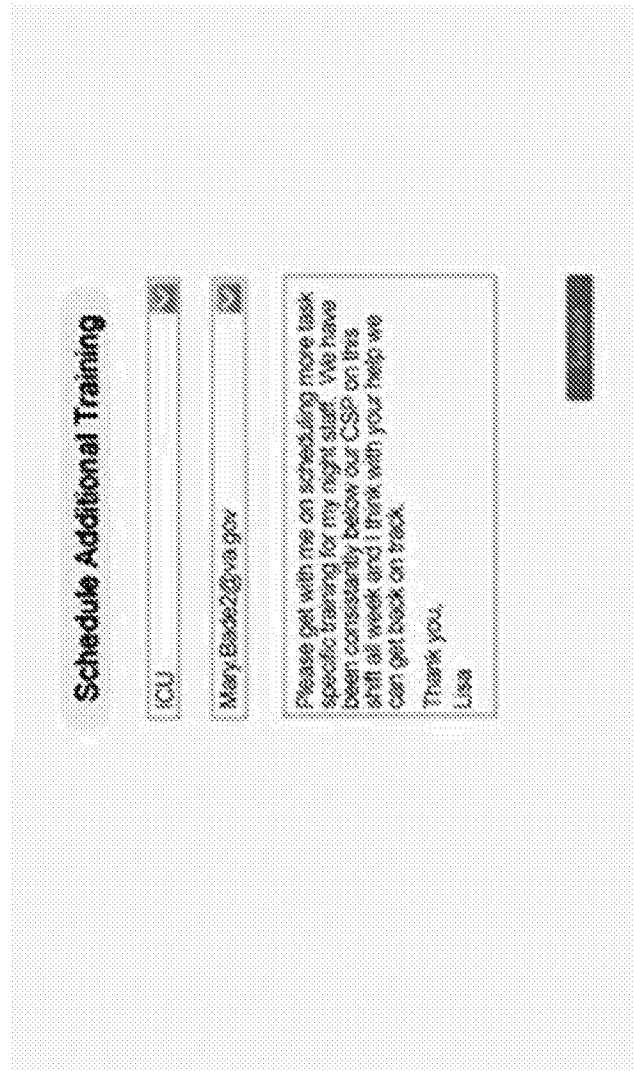 Schedule Additional Training
ICU
Mary.Bade2@va.gov
Please get with me on scheduling more task
specific training for my night staff. We have
been consistantly below our CSP on this
shift all week and I think with your help we
can get back on track.
Thank you,
Lisa